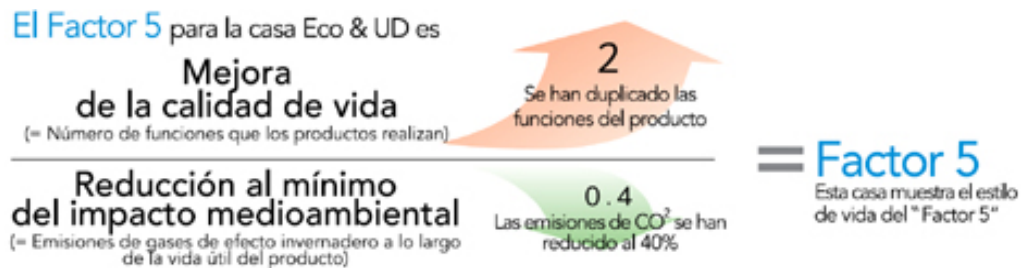 El Factor 5 para la casa Eco & UD es
Mejora
de la calidad de vida
(= Número de funciones que los productos realizan)
2
Se han duplicado las
funciones del producto
Reducción al mínimo
del impacto medioambiental
(= Emisiones de gases de efecto invernadero a lo largo
de la vida útil del producto)
0.4
Las emisiones de CO² se han
reducido al 40%
= Factor 5
Esta casa muestra el estilo
de vida del "Factor 5"